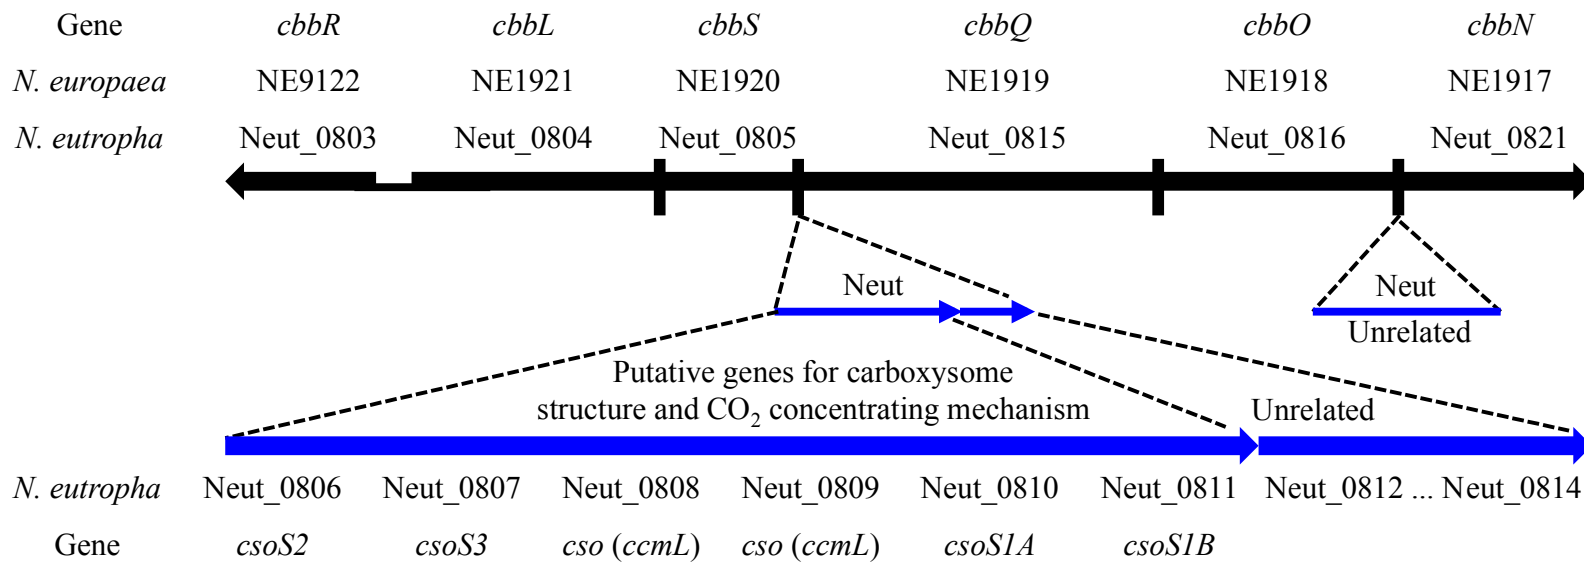 Gene cbbR cbbL cbbS cbbQ cbbO cbbN
N. europaea NE9122 NE1921 NE1920 NE1919 NE1918 NE1917
N. eutropha Neut_0803 Neut_0804 Neut_0805 Neut_0815 Neut_0816 Neut_0821
Neut Neut
Unrelated
Putative genes for carboxysome
structure and CO₂ concentrating mechanism Unrelated
N. eutropha Neut_0806 Neut_0807 Neut_0808 Neut_0809 Neut_0810 Neut_0811 Neut_0812 ... Neut_0814
Gene csoS2 csoS3 cso (ccmL) cso (ccmL) csoS1A csoS1B